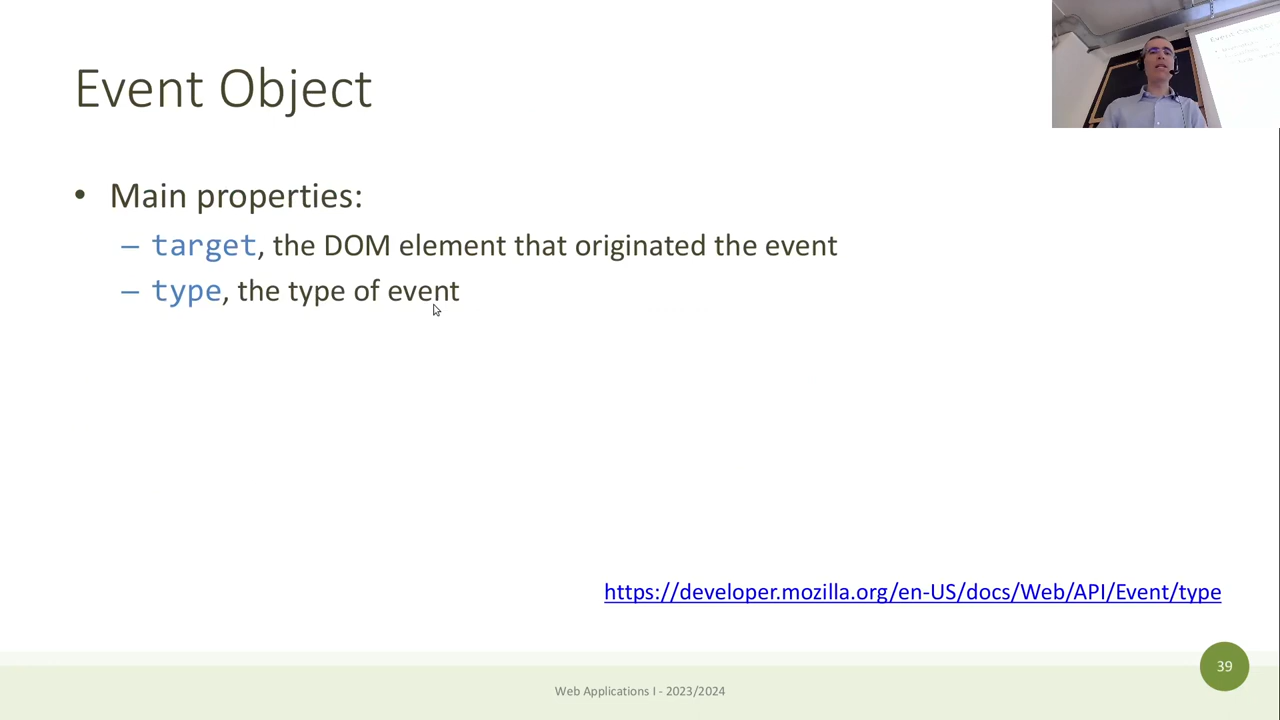 Event Object
• Main properties:
– target, the DOM element that originated the event
– type, the type of event
https://developer.mozilla.org/en-US/docs/Web/API/Event/type
39
Web Applications I - 2023/2024